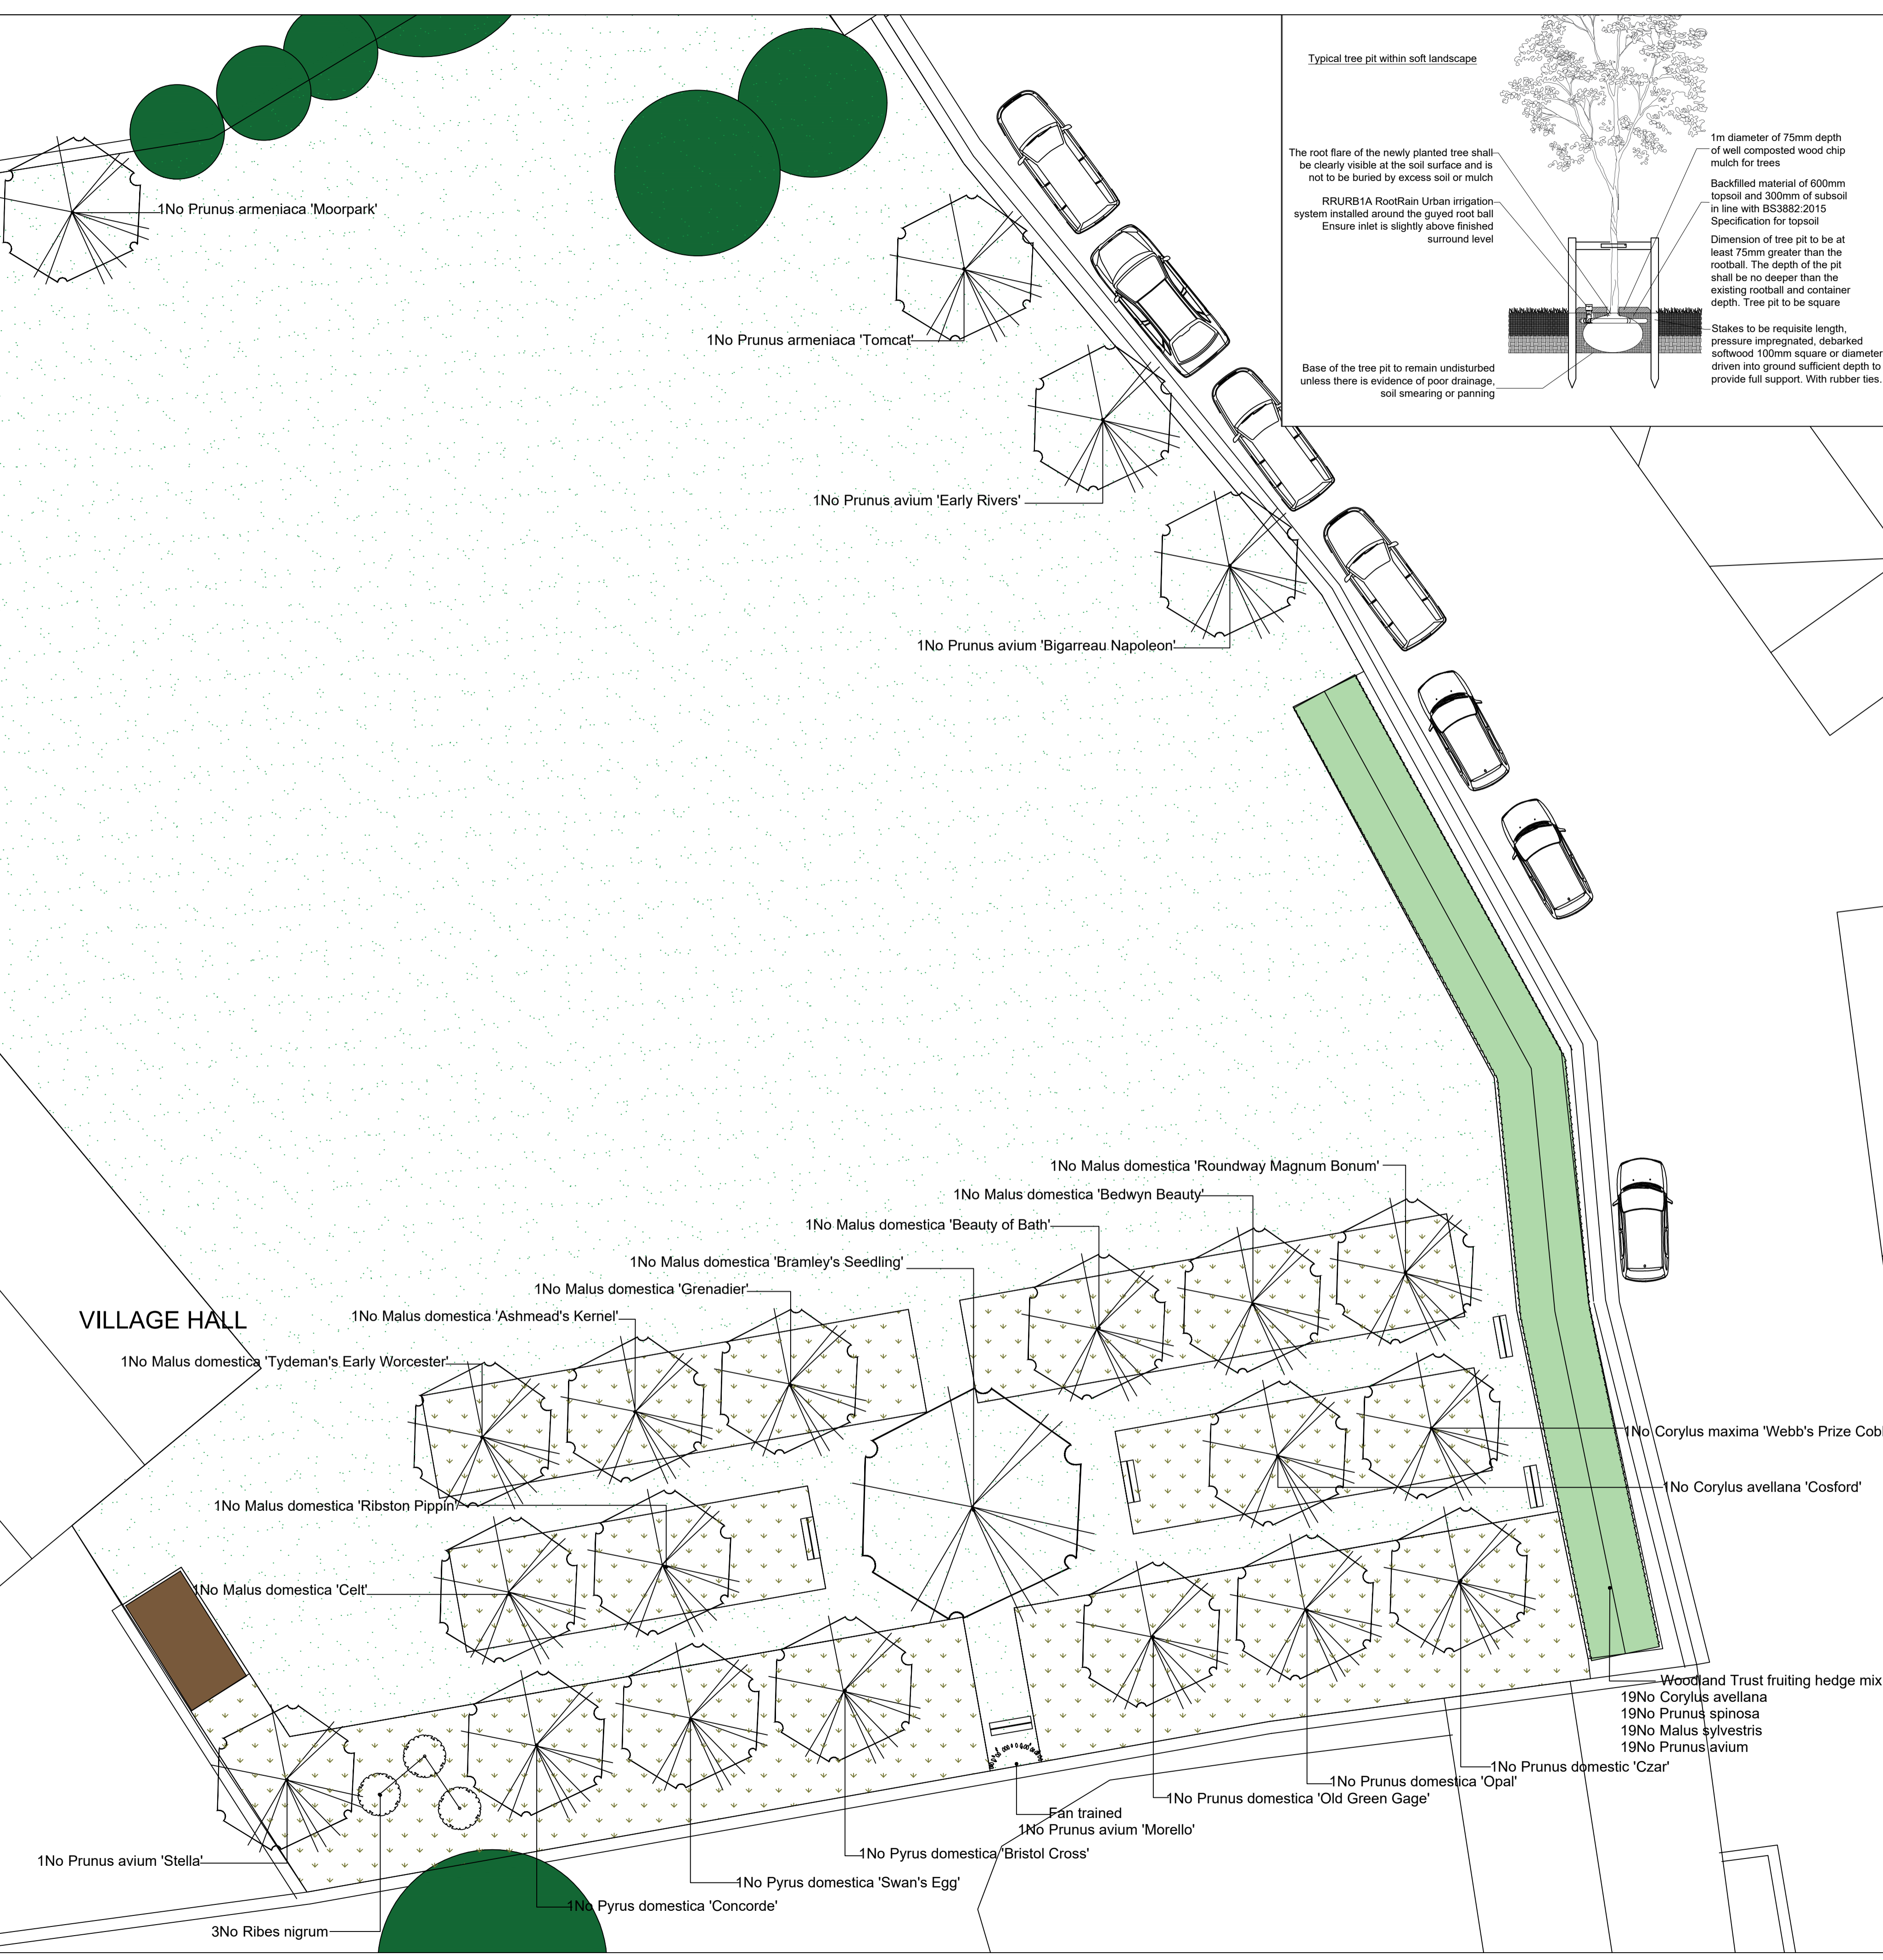 Typical tree pit within soft landscape
The root flare of the newly planted tree shall
be clearly visible at the soil surface and is
not to be buried by excess soil or mulch
RRURB1A RootRain Urban irrigation
system installed around the guyed root ball
Ensure inlet is slightly above finished
surround level
Base of the tree pit to remain undisturbed
unless there is evidence of poor drainage,
soil smearing or panning
1m diameter of 75mm depth
of well composted wood chip
mulch for trees
Backfilled material of 600mm
topsoil and 300mm of subsoil
in line with BS3882:2015
Specification for topsoil
Dimension of tree pit to be at
least 75mm greater than the
rootball. The depth of the pit
shall be no deeper than the
existing rootball and container
depth. Tree pit to be square
Stakes to be requisite length,
pressure impregnated, debarked
softwood 100mm square or diameter
driven into ground sufficient depth to
provide full support. With rubber ties.
1No Prunus armeniaca 'Moorpark'
1No Prunus armeniaca 'Tomcat'
1No Prunus avium 'Early Rivers'
1No Prunus avium 'Bigarreau Napoleon'
1No Malus domestica 'Roundway Magnum Bonum'
1No Malus domestica 'Bedwyn Beauty'
1No Malus domestica 'Beauty of Bath'
1No Malus domestica 'Bramley's Seedling'
1No Malus domestica 'Grenadier'
1No Malus domestica 'Ashmead's Kernel'
VILLAGE HALL
1No Malus domestica 'Tydeman's Early Worcester'
1No Corylus maxima 'Webb's Prize Cob
1No Corylus avellana 'Cosford'
1No Malus domestica 'Ribston Pippin'
1No Malus domestica 'Celt'
Woodland Trust fruiting hedge mix
19No Corylus avellana
19No Prunus spinosa
19No Malus sylvestris
19No Prunus avium
1No Prunus domestic 'Czar'
1No Prunus domestica 'Opal'
1No Prunus domestica 'Old Green Gage'
Fan trained
1No Prunus avium 'Morello'
1No Pyrus domestica 'Bristol Cross'
1No Prunus avium 'Stella'
1No Pyrus domestica 'Swan's Egg'
1No Pyrus domestica 'Concorde'
3No Ribes nigrum